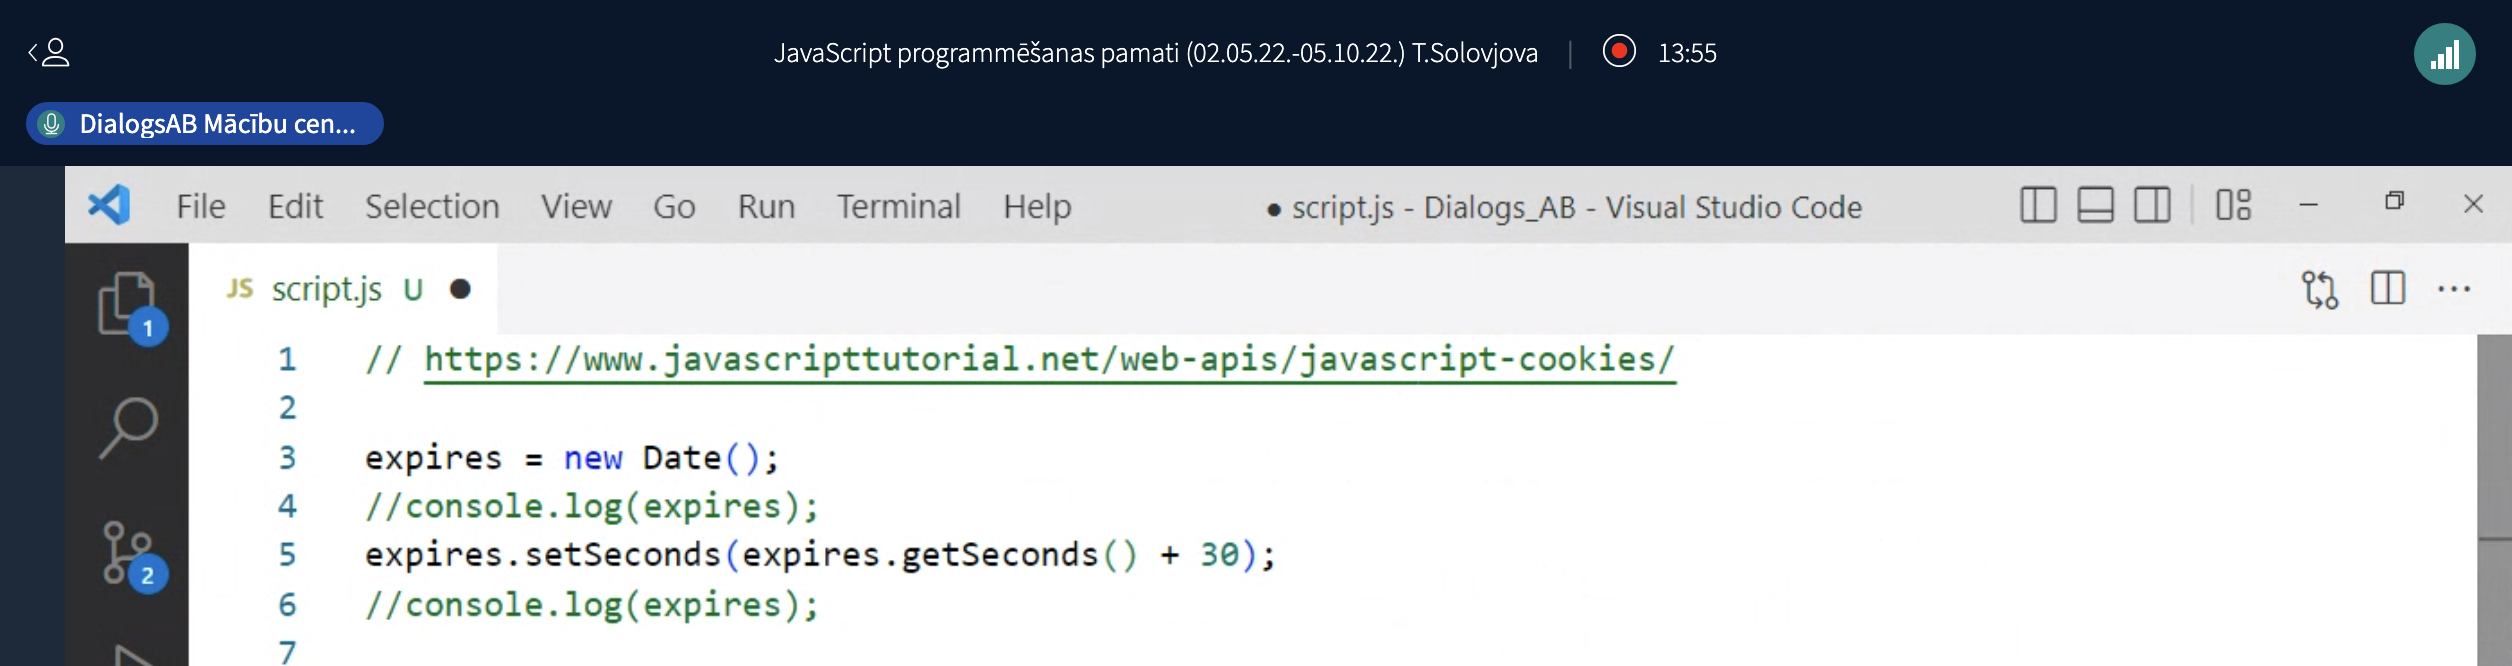 JavaScript programmēšanas pamati (02.05.22.-05.10.22.) T.Solovjova | 13:55
DialogsAB Mācību cen...
File Edit Selection View Go Run Terminal Help ● script.js - Dialogs_AB - Visual Studio Code
JS script.js U ●
1 // https://www.javascripttutorial.net/web-apis/javascript-cookies/
2
3 expires = new Date();
4 //console.log(expires);
5 expires.setSeconds(expires.getSeconds() + 30);
6 //console.log(expires);
7
1
2